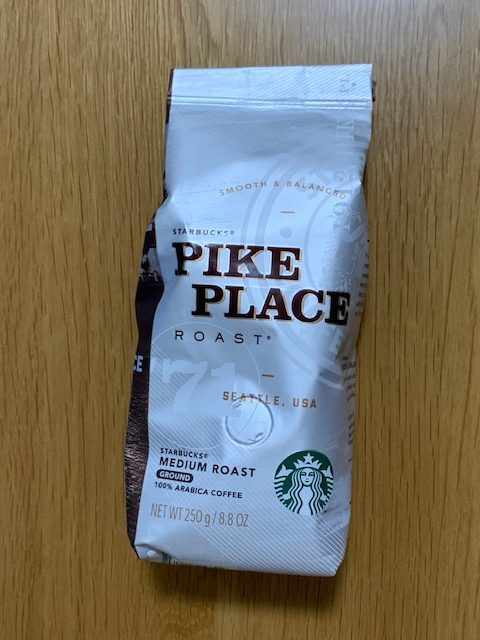 SMOOTH & BALANCED
STARBUCKS®
PIKE
PLACE
ROAST®
71
SEATTLE, USA
STARBUCKS®
MEDIUM ROAST
GROUND
100% ARABICA COFFEE
NET WT 250 g / 8.8 OZ